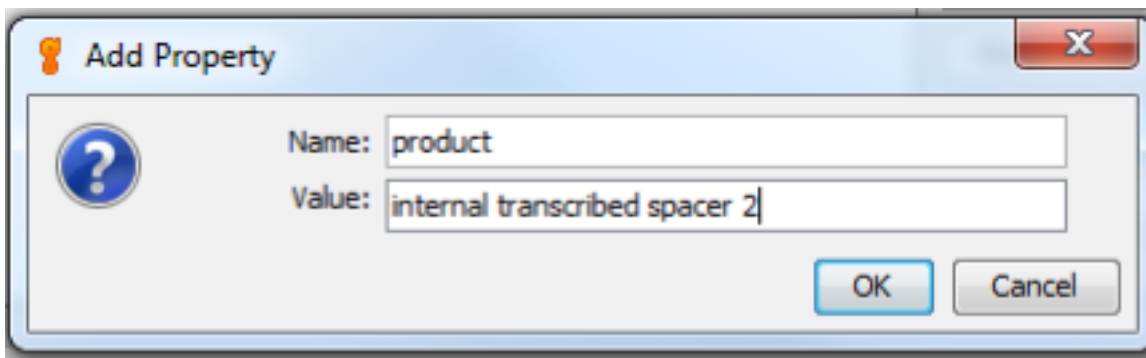 Add Property
Name: product
Value: internal transcribed spacer 2
OK Cancel